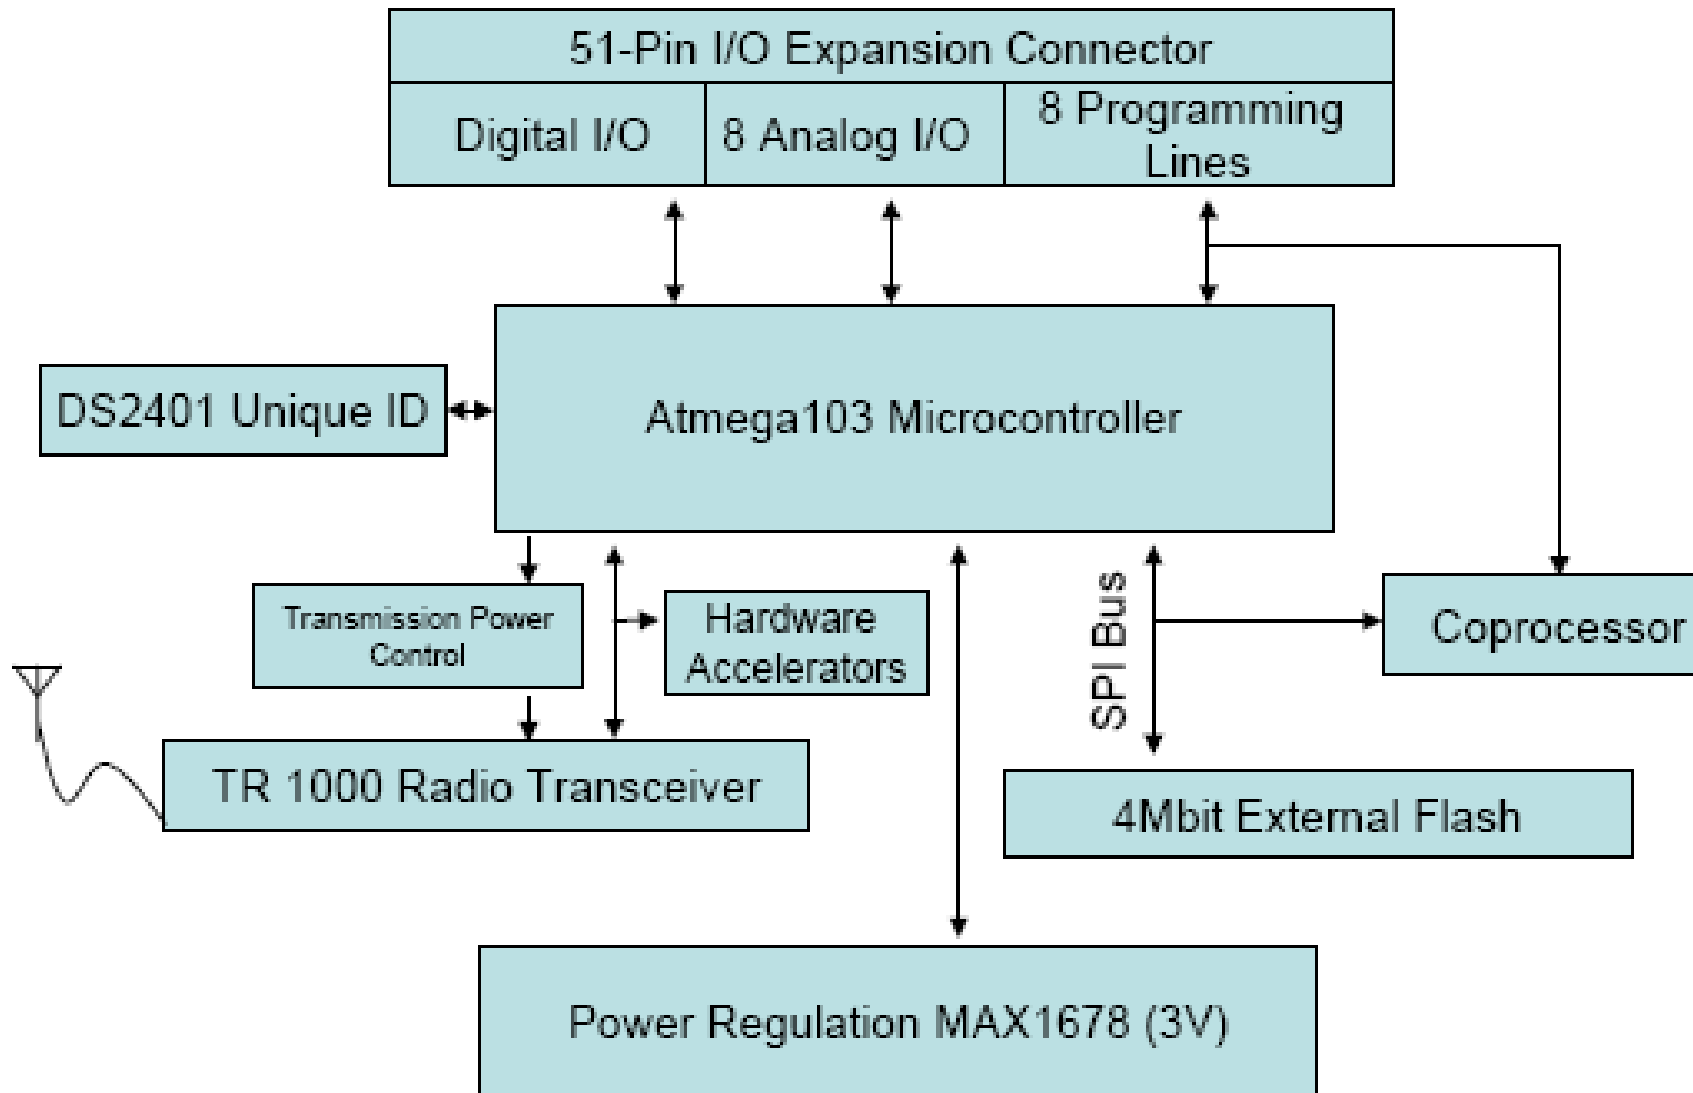 51-Pin I/O Expansion Connector
Digital I/O
8 Analog I/O
8 Programming
Lines
DS2401 Unique ID
Atmega103 Microcontroller
Transmission Power
Control
Hardware
Accelerators
SPI Bus
Coprocessor
TR 1000 Radio Transceiver
4Mbit External Flash
Power Regulation MAX1678 (3V)